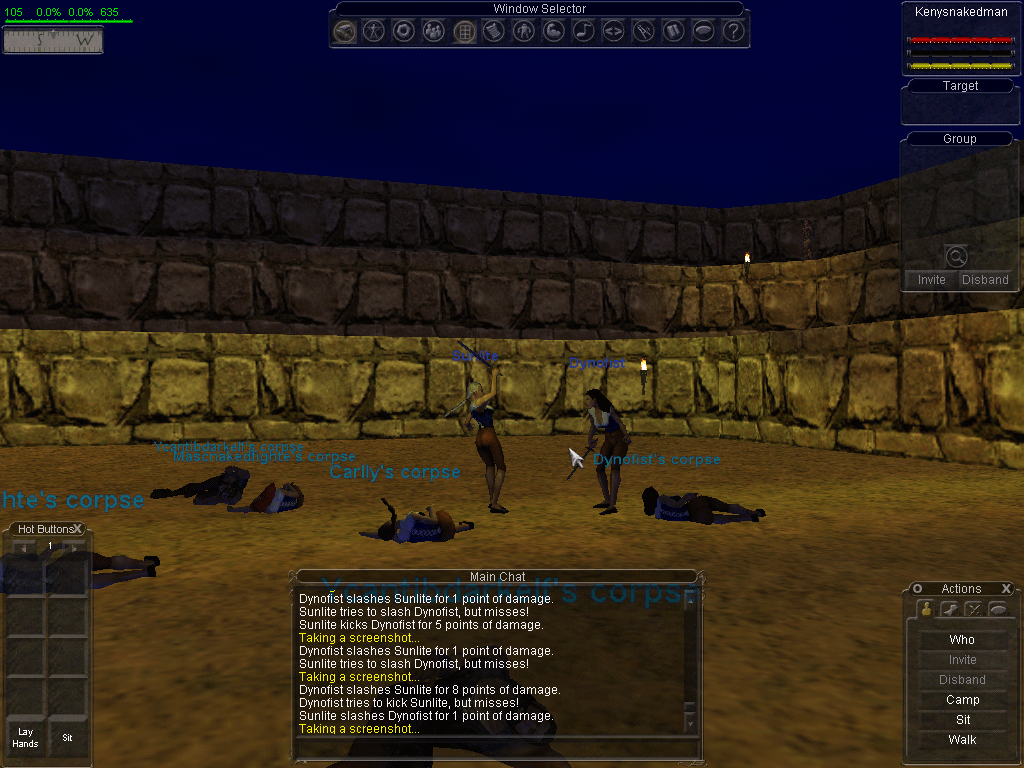 105 0.0% 0.0% 635
S W
Window Selector
Kenysnakedman
Target
Group
Invite Disband
Sunlite
Dynofist
Dynofist's corpse
Carlly's corpse
hte's corpse
Hot Buttons X
1
Lay
Hands
Sit
Main Chat
Dynofist slashes Sunlite for 1 point of damage.
Sunlite tries to slash Dynofist, but misses!
Sunlite kicks Dynofist for 5 points of damage.
Taking a screenshot...
Dynofist slashes Sunlite for 1 point of damage.
Sunlite tries to slash Dynofist, but misses!
Taking a screenshot...
Dynofist slashes Sunlite for 8 points of damage.
Dynofist tries to kick Sunlite, but misses!
Sunlite slashes Dynofist for 1 point of damage.
Taking a screenshot...
Actions X
Who
Invite
Disband
Camp
Sit
Walk